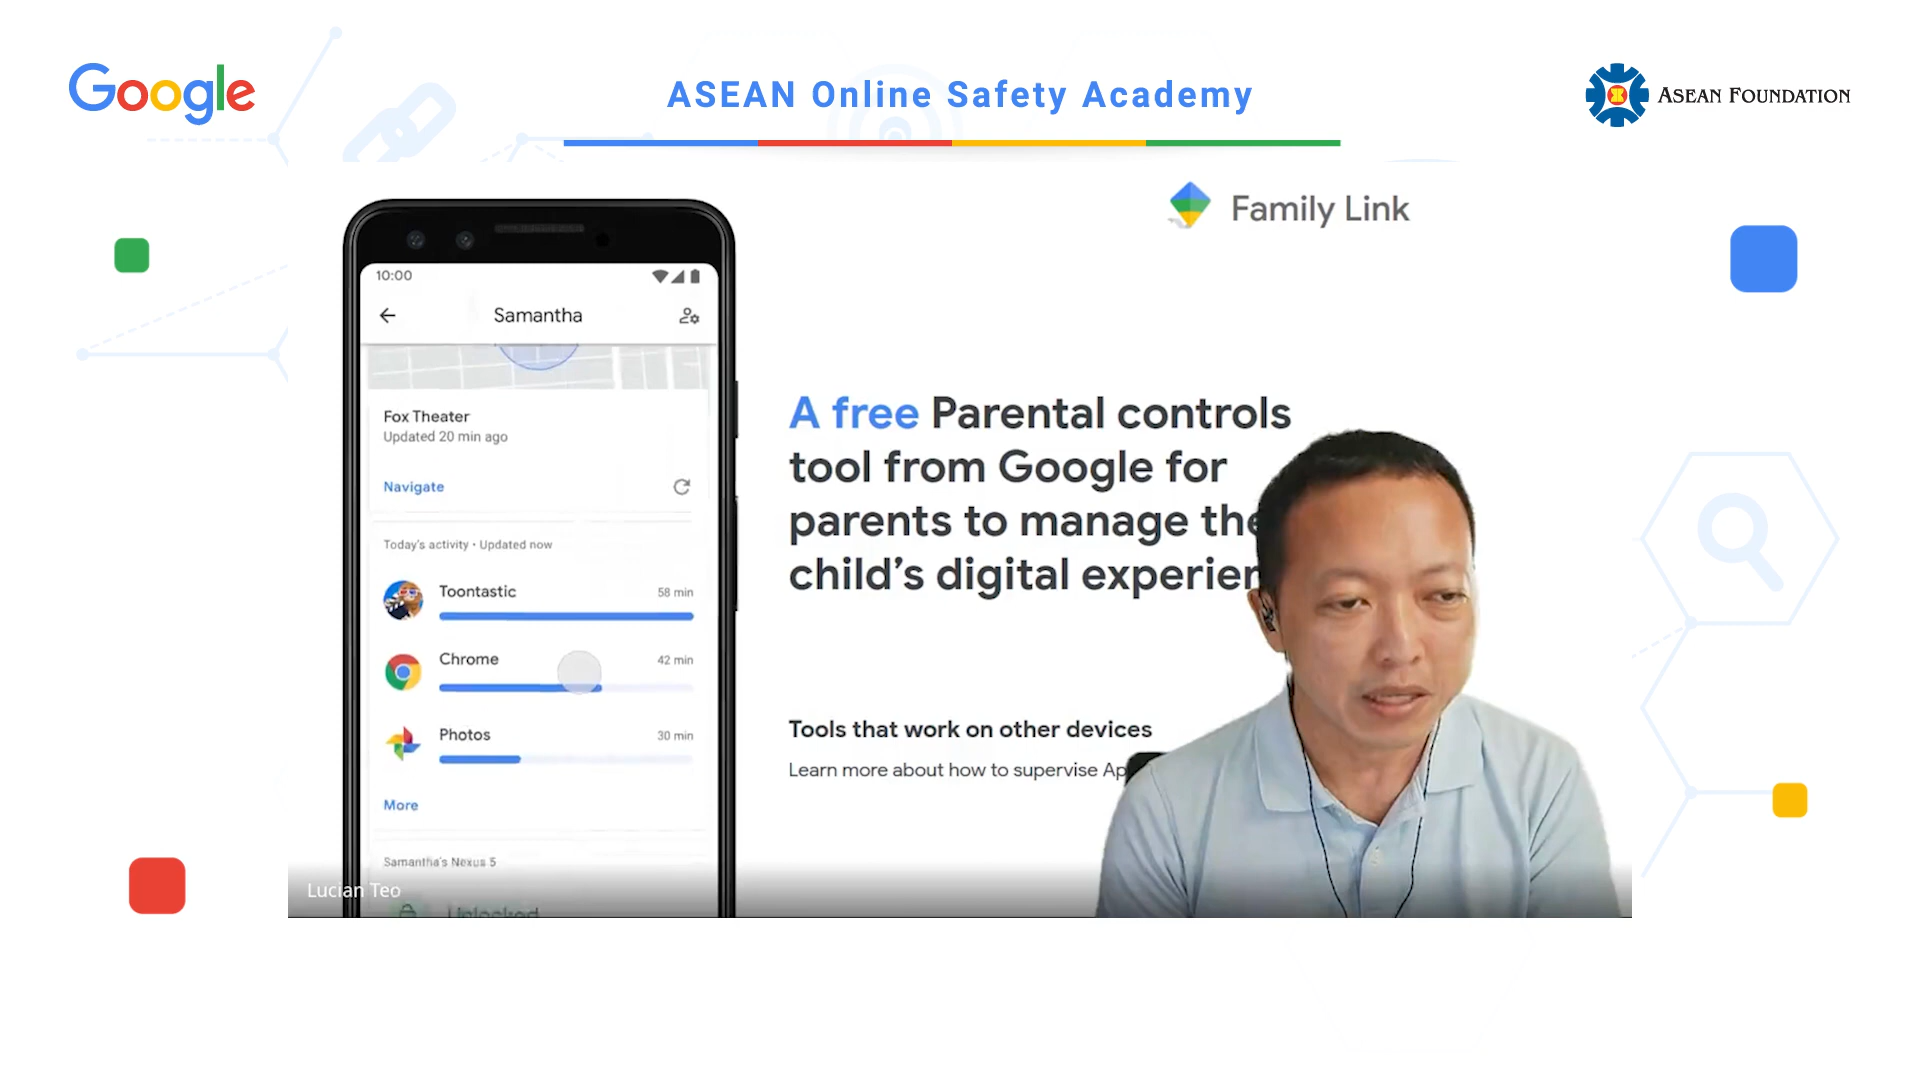 Google
ASEAN Online Safety Academy
ASEAN FOUNDATION
Family Link
10:00
Samantha
Fox Theater
Updated 20 min ago
Navigate
Today's activity • Updated now
Toontastic
58 min
Chrome
42 min
Photos
30 min
More
Samantha's Nexus 5
Unlocked
A free Parental controls
tool from Google for
parents to manage
child's digital
Tools that work on other devices
Learn more about how to supervise
Lucian Teo